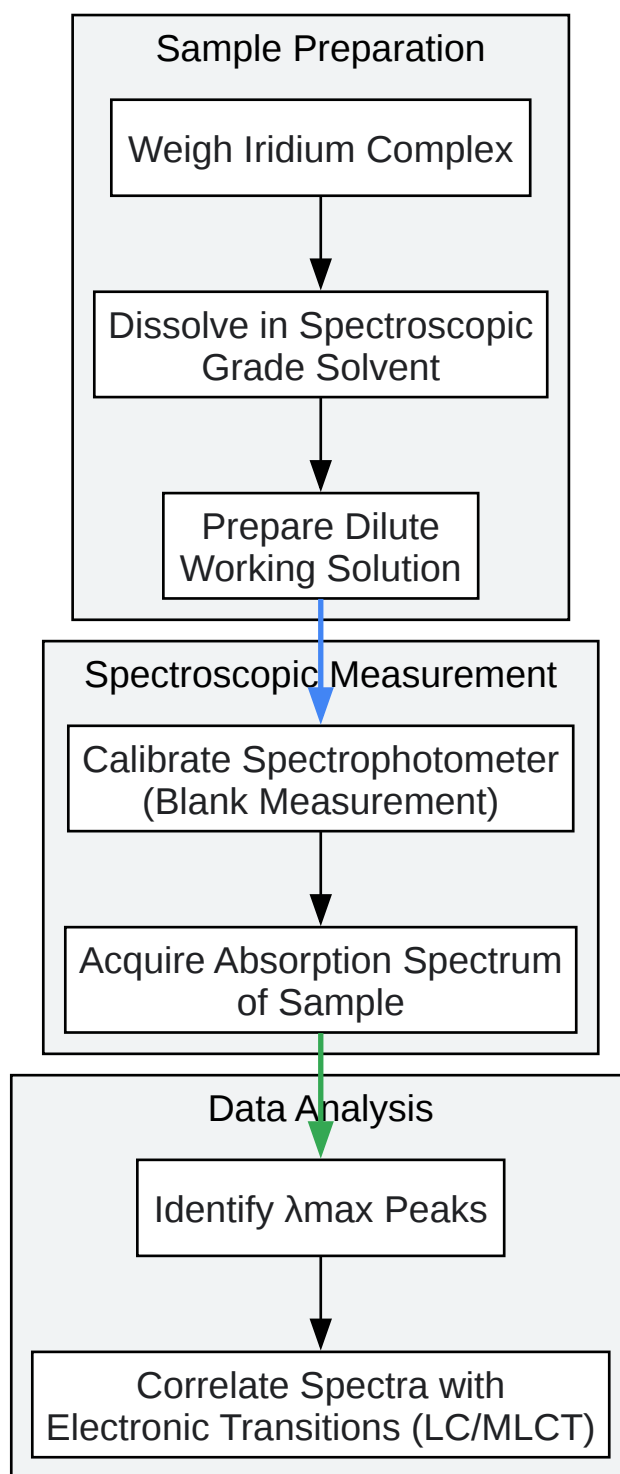 Sample Preparation
Weigh Iridium Complex
Dissolve in Spectroscopic
Grade Solvent
Prepare Dilute
Working Solution
Spectroscopic Measurement
Calibrate Spectrophotometer
(Blank Measurement)
Acquire Absorption Spectrum
of Sample
Data Analysis
Identify λmax Peaks
Correlate Spectra with
Electronic Transitions (LC/MLCT)